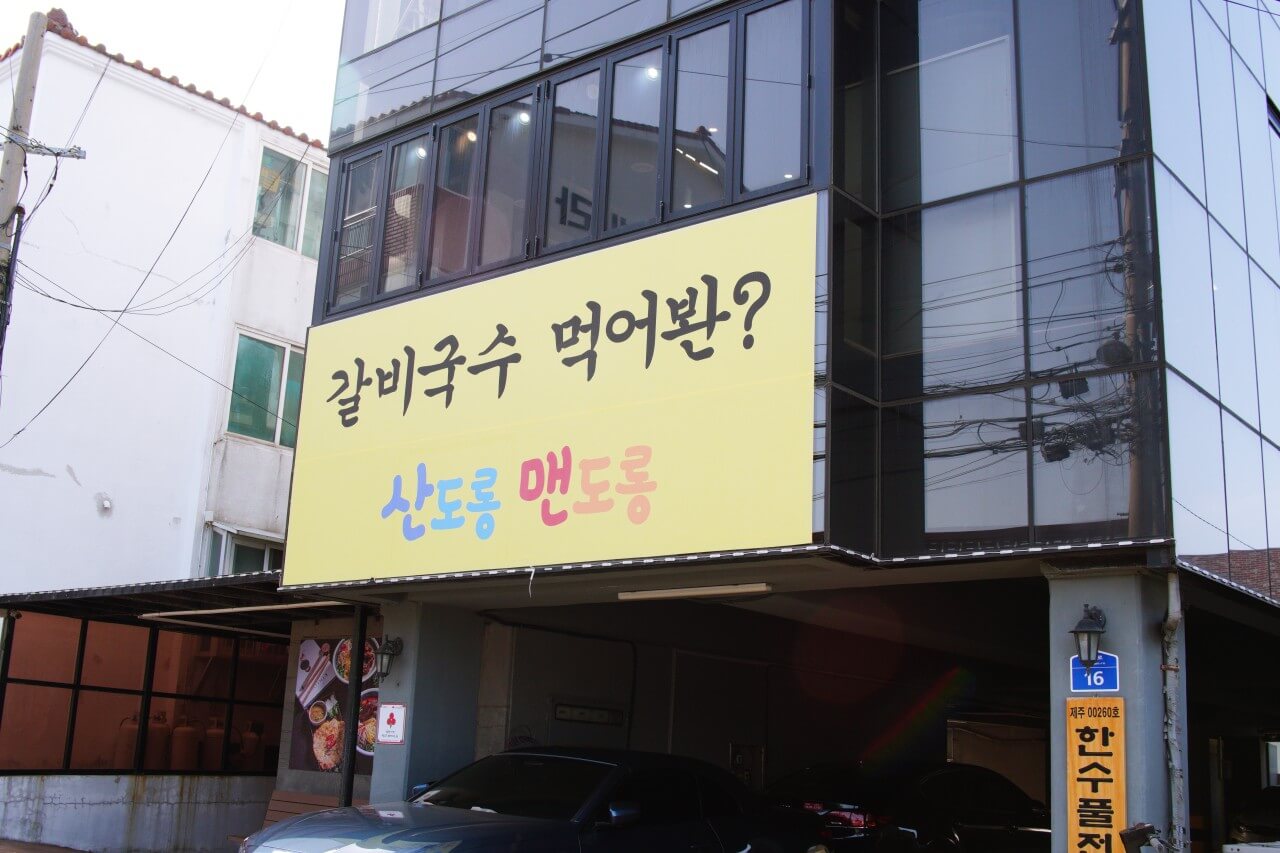 갈비국수 먹어봔?
산도롱 맨도롱
16
제주 00260호
한수풀